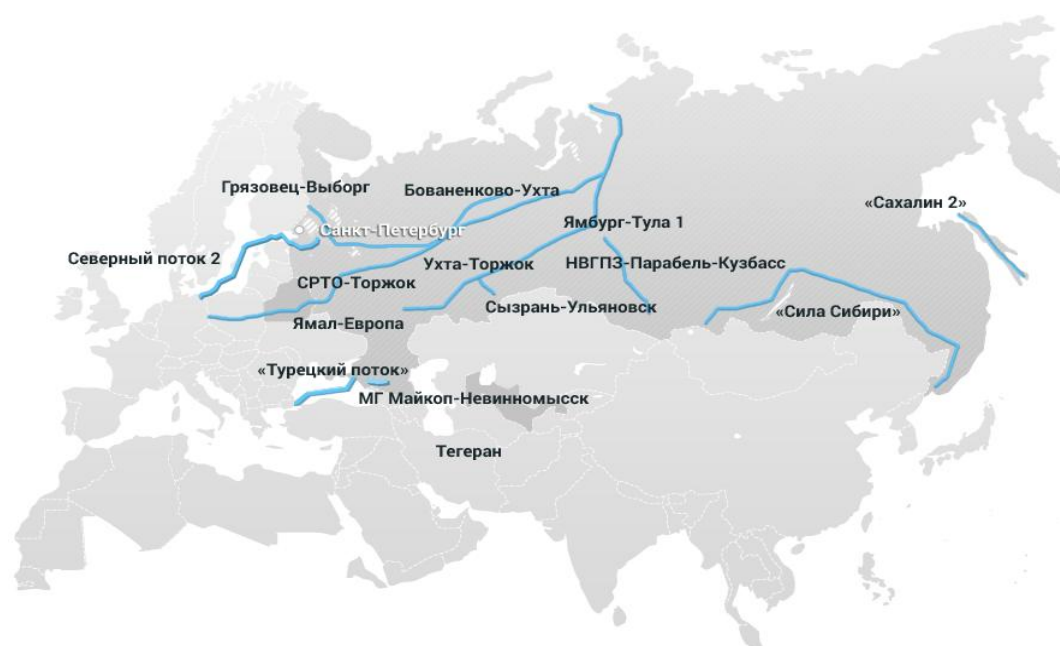 Грязовец-Выборг
Бованенково-Ухта
«Сахалин 2»
Ямбург-Тула 1
Санкт-Петербург
Северный поток 2
Ухта-Торжок
НВГПЗ-Парабель-Кузбасс
СРТО-Торжок
Сызрань-Ульяновск
«Сила Сибири»
Ямал-Европа
«Турецкий поток»
МГ Майкоп-Невинномысск
Тегеран